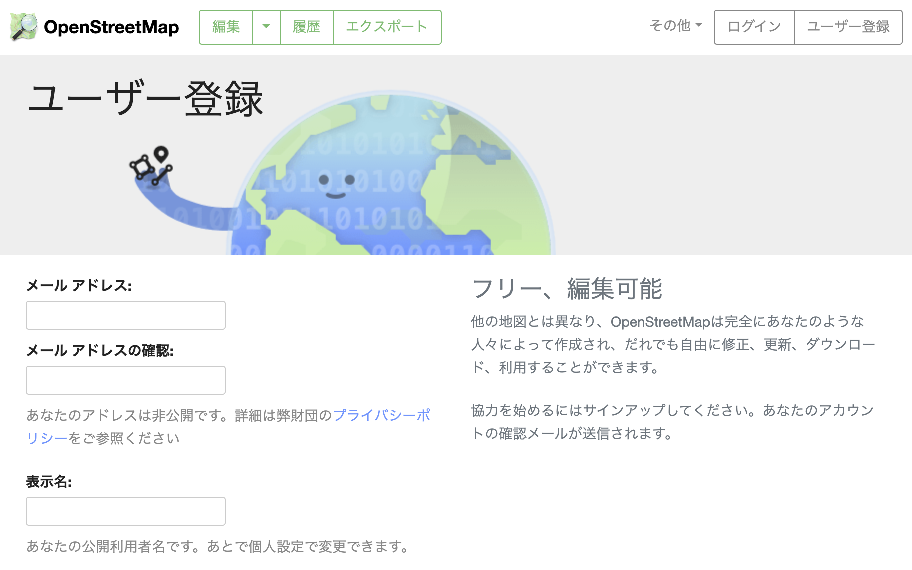 OpenStreetMap
編集
履歴
エクスポート
その他
ログイン
ユーザー登録
ユーザー登録
メール アドレス:
メール アドレスの確認:
あなたのアドレスは非公開です。詳細は弊財団のプライバシーポ
リシーをご参照ください
表示名:
あなたの公開利用者名です。あとで個人設定で変更できます。
フリー、編集可能
他の地図とは異なり、OpenStreetMapは完全にあなたのような
人々によって作成され、だれでも自由に修正、更新、ダウンロー
ド、利用することができます。
協力を始めるにはサインアップしてください。あなたのアカウン
トの確認メールが送信されます。